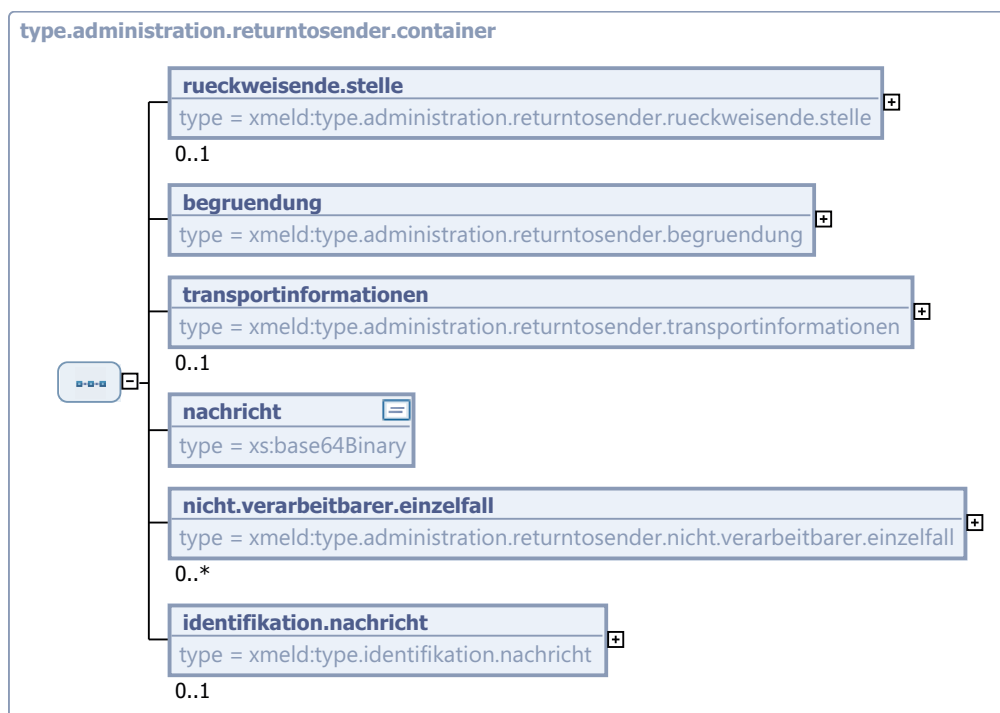 type.administration.returntosender.container
rueckweisende.stelle
type = xmeld:type.administration.returntosender.rueckweisende.stelle
0..1
begruendung
type = xmeld:type.administration.returntosender.begruendung
transportinformationen
type = xmeld:type.administration.returntosender.transportinformationen
0..1
nachricht
type = xs:base64Binary
nicht.verarbeitbarer.einzelfall
type = xmeld:type.administration.returntosender.nicht.verarbeitbarer.einzelfall
0..*
identifikation.nachricht
type = xmeld:type.identifikation.nachricht
0..1